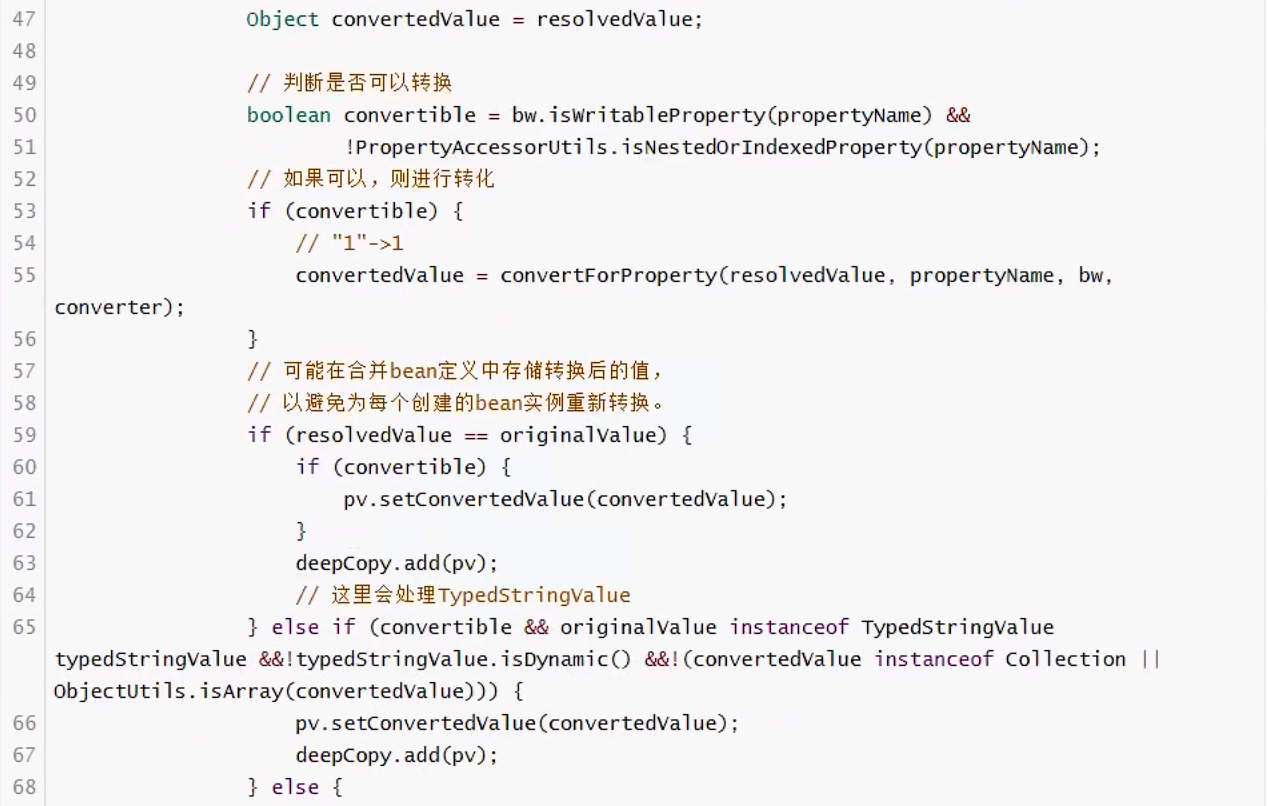 47 Object convertedValue = resolvedValue;
48
49 // 判断是否可以转换
50 boolean convertible = bw.isWritableProperty(propertyName) &&
51 !PropertyAccessorUtils.isNestedOrIndexedProperty(propertyName);
52 // 如果可以，则进行转化
53 if (convertible) {
54 // "1"->1
55 convertedValue = convertForProperty(resolvedValue, propertyName, bw,
converter);
56 }
57 // 可能在合并bean定义中存储转换后的值，
58 // 以避免为每个创建的bean实例重新转换。
59 if (resolvedValue == originalValue) {
60 if (convertible) {
61 pv.setConvertedValue(convertedValue);
62 }
63 deepCopy.add(pv);
64 // 这里会处理TypedStringValue
65 } else if (convertible && originalValue instanceof TypedStringValue
typedStringValue &&!typedStringValue.isDynamic() &&!(convertedValue instanceof Collection ||
ObjectUtils.isArray(convertedValue))) {
66 pv.setConvertedValue(convertedValue);
67 deepCopy.add(pv);
68 } else {